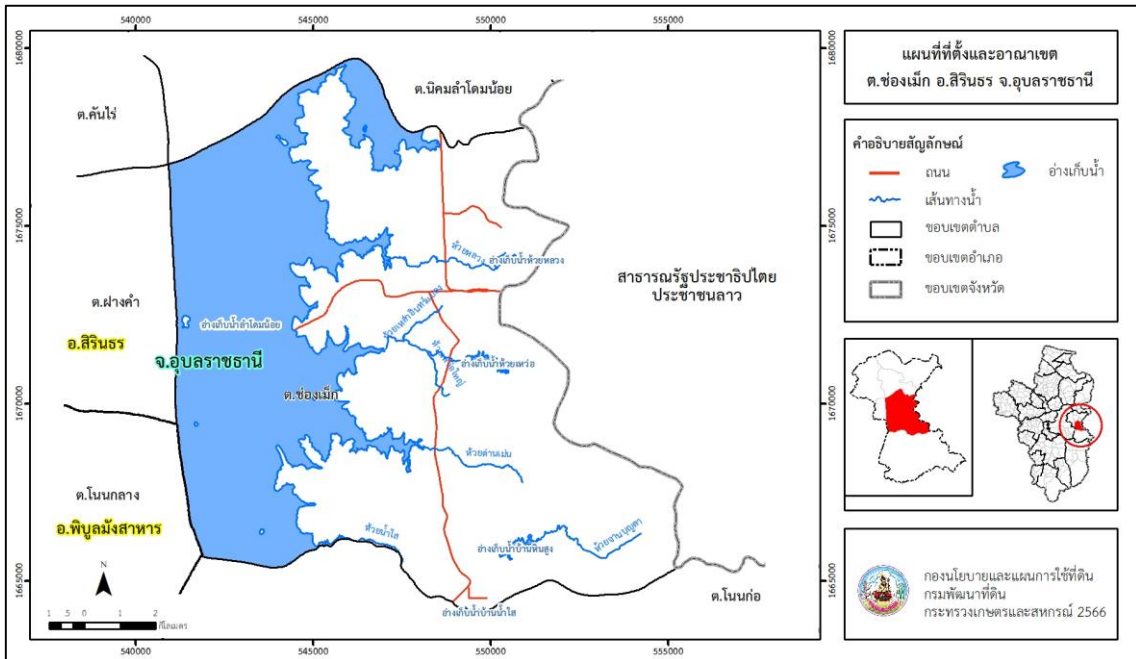 540000
545000
550000
555000
1680000
1675000
1670000
1665000
ต.คันไร่
ต.นิคมลำโดมน้อย
ห้วยหลวง
อ่างเก็บน้ำห้วยหลวง
สาธารณรัฐประชาธิปไตย
ประชาชนลาว
ต.ฝางคำ
อ่างเก็บน้ำลำโดมน้อย
อ.สิรินธร
จ.อุบลราชธานี
อ่างเก็บน้ำห้วยเหว่อ
ต.ช่องเม็ก
ห้วยด่านเม่น
ต.โนนกลาง
อ.พิบูลมังสาหาร
ห้วยน้ำใส
อ่างเก็บน้ำบ้านหินสูง
ต.โนนก่อ
อ่างเก็บน้ำบ้านน้ำใส
N
1 .5 0 1 2
กิโลเมตร
540000
545000
550000
555000
1680000
1675000
1670000
1665000
แผนที่ที่ตั้งและอาณาเขต
ต.ช่องเม็ก อ.สิรินธร จ.อุบลราชธานี
คำอธิบายสัญลักษณ์
ถนน
อ่างเก็บน้ำ
เส้นทางน้ำ
ขอบเขตตำบล
ขอบเขตอำเภอ
ขอบเขตจังหวัด
กองนโยบายและแผนการใช้ที่ดิน
กรมพัฒนาที่ดิน
กระทรวงเกษตรและสหกรณ์ 2566